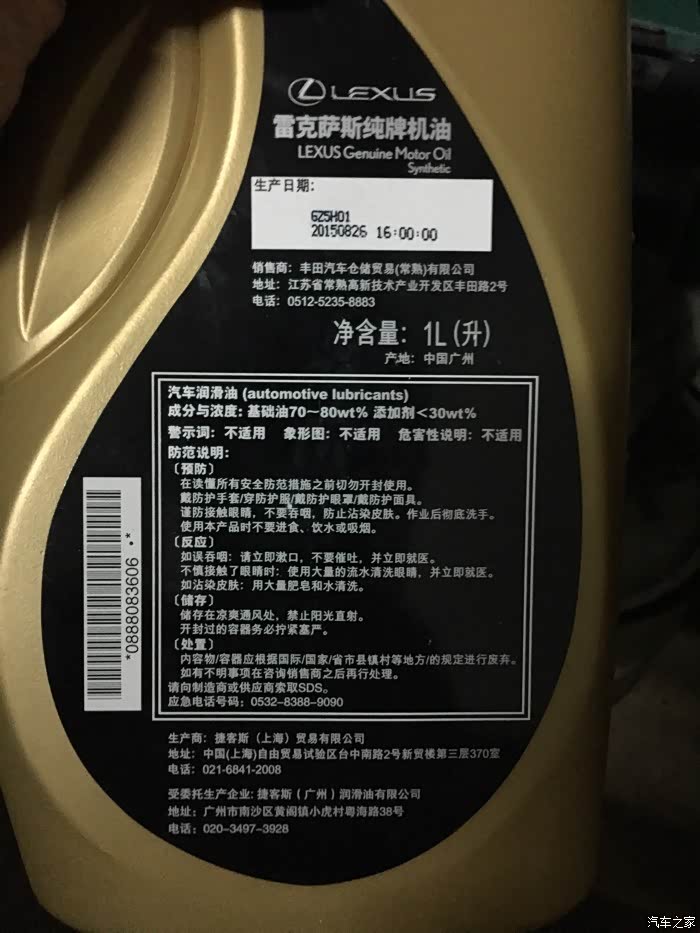 LEXUS
雷克萨斯纯牌机油
LEXUS Genuine Motor Oil
Synthetic
生产日期:
6Z5H01
20150826 16:00:00
销售商: 丰田汽车仓储贸易(常熟)有限公司
地址: 江苏省常熟高新技术产业开发区丰田路2号
电话: 0512-5235-8883
净含量: 1L(升)
产地: 中国广州
汽车润滑油 (automotive lubricants)
成分与浓度: 基础油70~80wt% 添加剂<30wt%
警示词: 不适用 象形图: 不适用 危害性说明: 不适用
防范说明:
〔预防〕
在读懂所有安全防范措施之前切勿开封使用。
戴防护手套/穿防护服/戴防护眼罩/戴防护面具。
谨防接触眼睛, 不要吞咽, 防止沾染皮肤。作业后彻底洗手。
使用本产品时不要进食、饮水或吸烟。
〔反应〕
如误吞咽: 请立即漱口, 不要催吐, 并立即就医。
不慎接触了眼睛时: 使用大量的流水清洗眼睛, 并立即就医。
如沾染皮肤: 用大量肥皂和水清洗。
〔储存〕
储存在凉爽通风处, 禁止阳光直射。
开封过的容器务必拧紧塞严。
〔处置〕
内容物/容器应根据国际/国家/省市县镇村等地方/的规定进行废弃。
如有不明事项在咨询销售商之后再行处理。
请向制造商或供应商索取SDS。
应急电话号码: 0532-8388-9090
*0888083606 •*
生产商: 捷客斯 (上海) 贸易有限公司
地址: 中国(上海)自由贸易试验区台中南路2号新贸楼第三层370室
电话: 021-6841-2008
受委托生产企业: 捷客斯 (广州) 润滑油有限公司
地址: 广州市南沙区黄阁镇小虎村粤海路38号
电话: 020-3497-3928
汽车之家